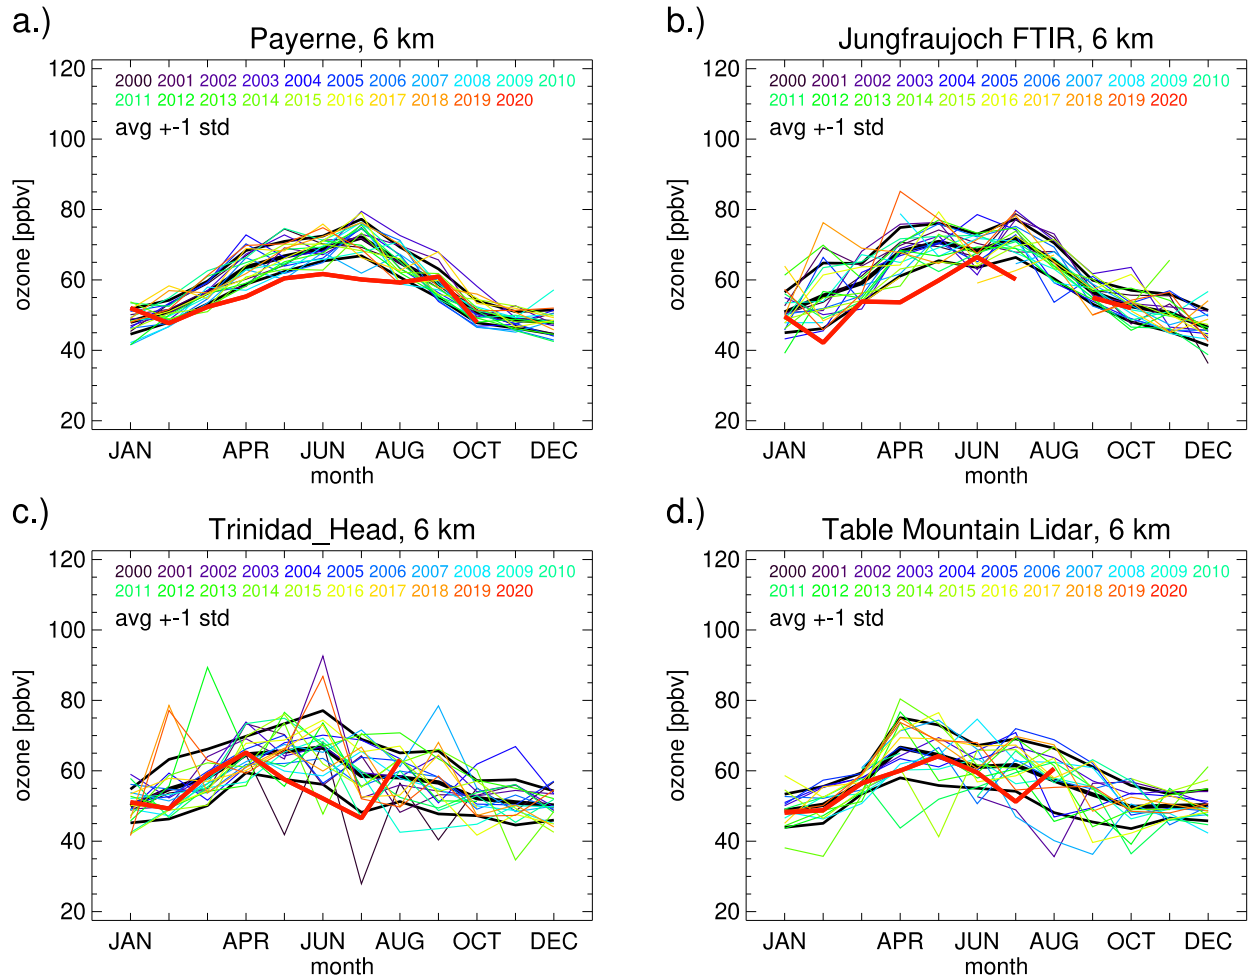 a.)
Payerne, 6 km
120
100
80
60
40
20
ozone [ppbv]
2000 2001 2002 2003 2004 2005 2006 2007 2008 2009 2010
2011 2012 2013 2014 2015 2016 2017 2018 2019 2020
avg +-1 std
JAN APR JUN AUG OCT DEC
month
b.)
Jungfraujoch FTIR, 6 km
120
100
80
60
40
20
ozone [ppbv]
2000 2001 2002 2003 2004 2005 2006 2007 2008 2009 2010
2011 2012 2013 2014 2015 2016 2017 2018 2019 2020
avg +-1 std
JAN APR JUN AUG OCT DEC
month
c.)
Trinidad_Head, 6 km
120
100
80
60
40
20
ozone [ppbv]
2000 2001 2002 2003 2004 2005 2006 2007 2008 2009 2010
2011 2012 2013 2014 2015 2016 2017 2018 2019 2020
avg +-1 std
JAN APR JUN AUG OCT DEC
month
d.)
Table Mountain Lidar, 6 km
120
100
80
60
40
20
ozone [ppbv]
2000 2001 2002 2003 2004 2005 2006 2007 2008 2009 2010
2011 2012 2013 2014 2015 2016 2017 2018 2019 2020
avg +-1 std
JAN APR JUN AUG OCT DEC
month